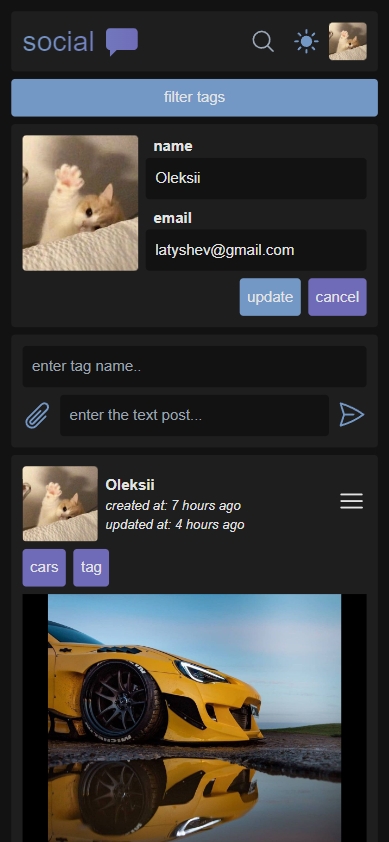 social
filter tags
name
Oleksii
email
latyshev@gmail.com
update cancel
enter tag name..
enter the text post...
Oleksii
created at: 7 hours ago
updated at: 4 hours ago
cars tag